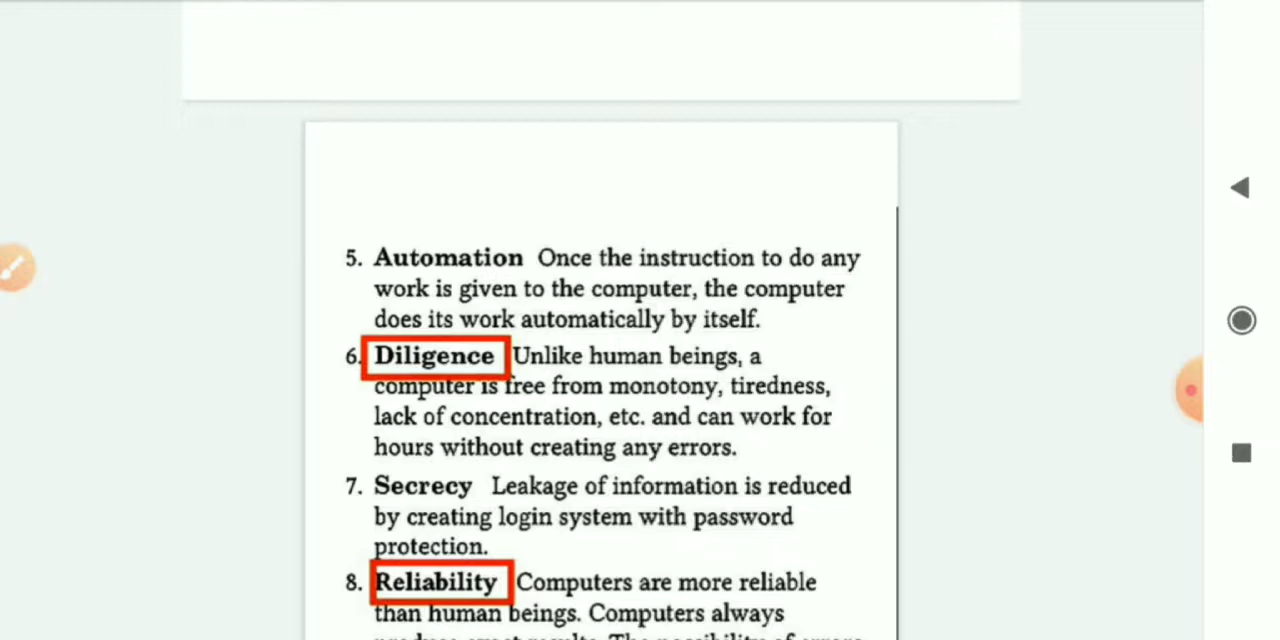 5. Automation Once the instruction to do any
work is given to the computer, the computer
does its work automatically by itself.
6. Diligence Unlike human beings, a
computer is free from monotony, tiredness,
lack of concentration, etc. and can work for
hours without creating any errors.
7. Secrecy Leakage of information is reduced
by creating login system with password
protection.
8. Reliability Computers are more reliable
than human beings. Computers always